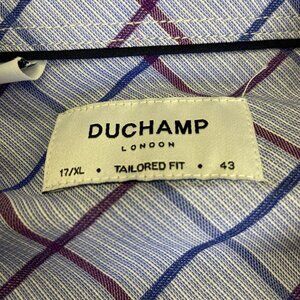 DUCHAMP
LONDON
17/XL • TAILORED FIT • 43